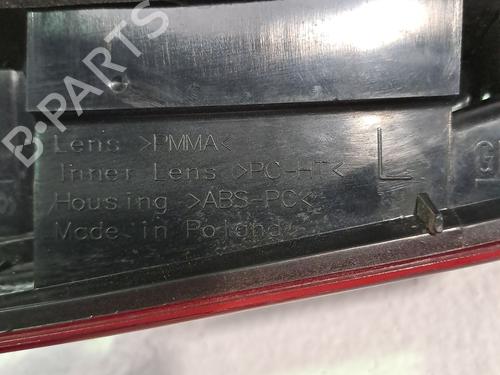 B-PARTS
Lens >PMMA<
Inner Lens >PC-HT< L
Housing >ABS-PC<
Made in Poland